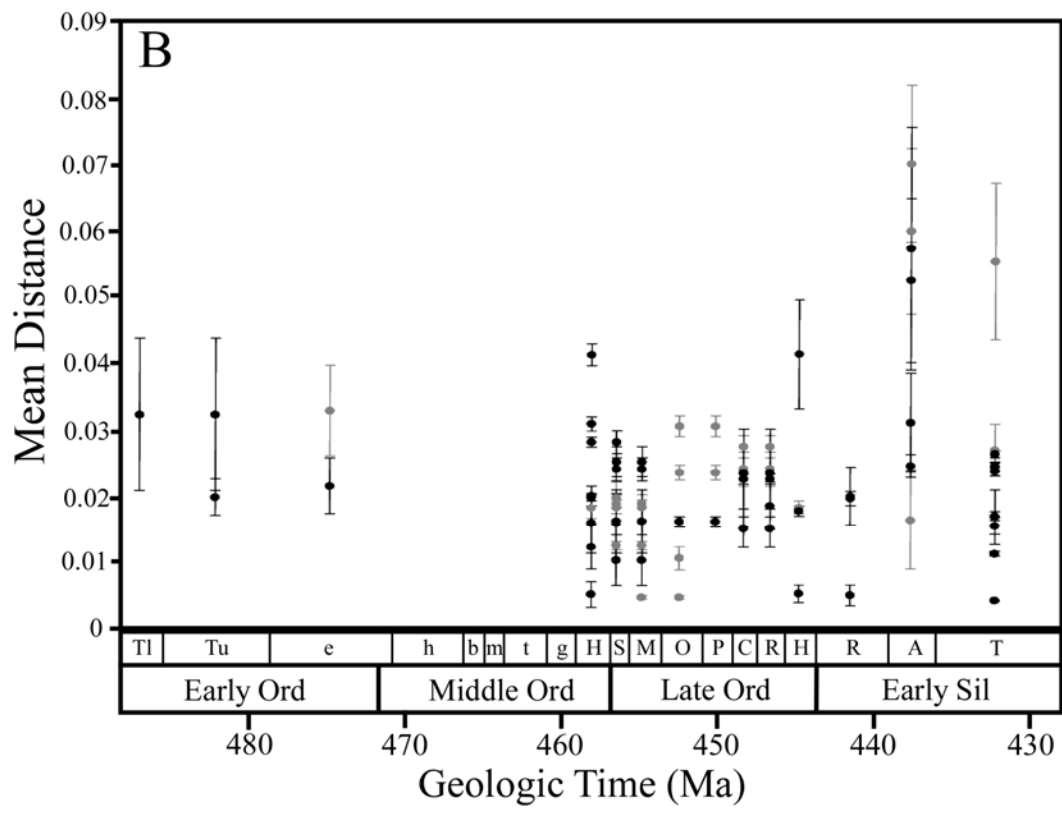 B
Mean Distance
0.09
0.08
0.07
0.06
0.05
0.04
0.03
0.02
0.01
0
Tl Tu e h b m t g H S M O P C R H R A T
Early Ord Middle Ord Late Ord Early Sil
480 470 460 450 440 430
Geologic Time (Ma)